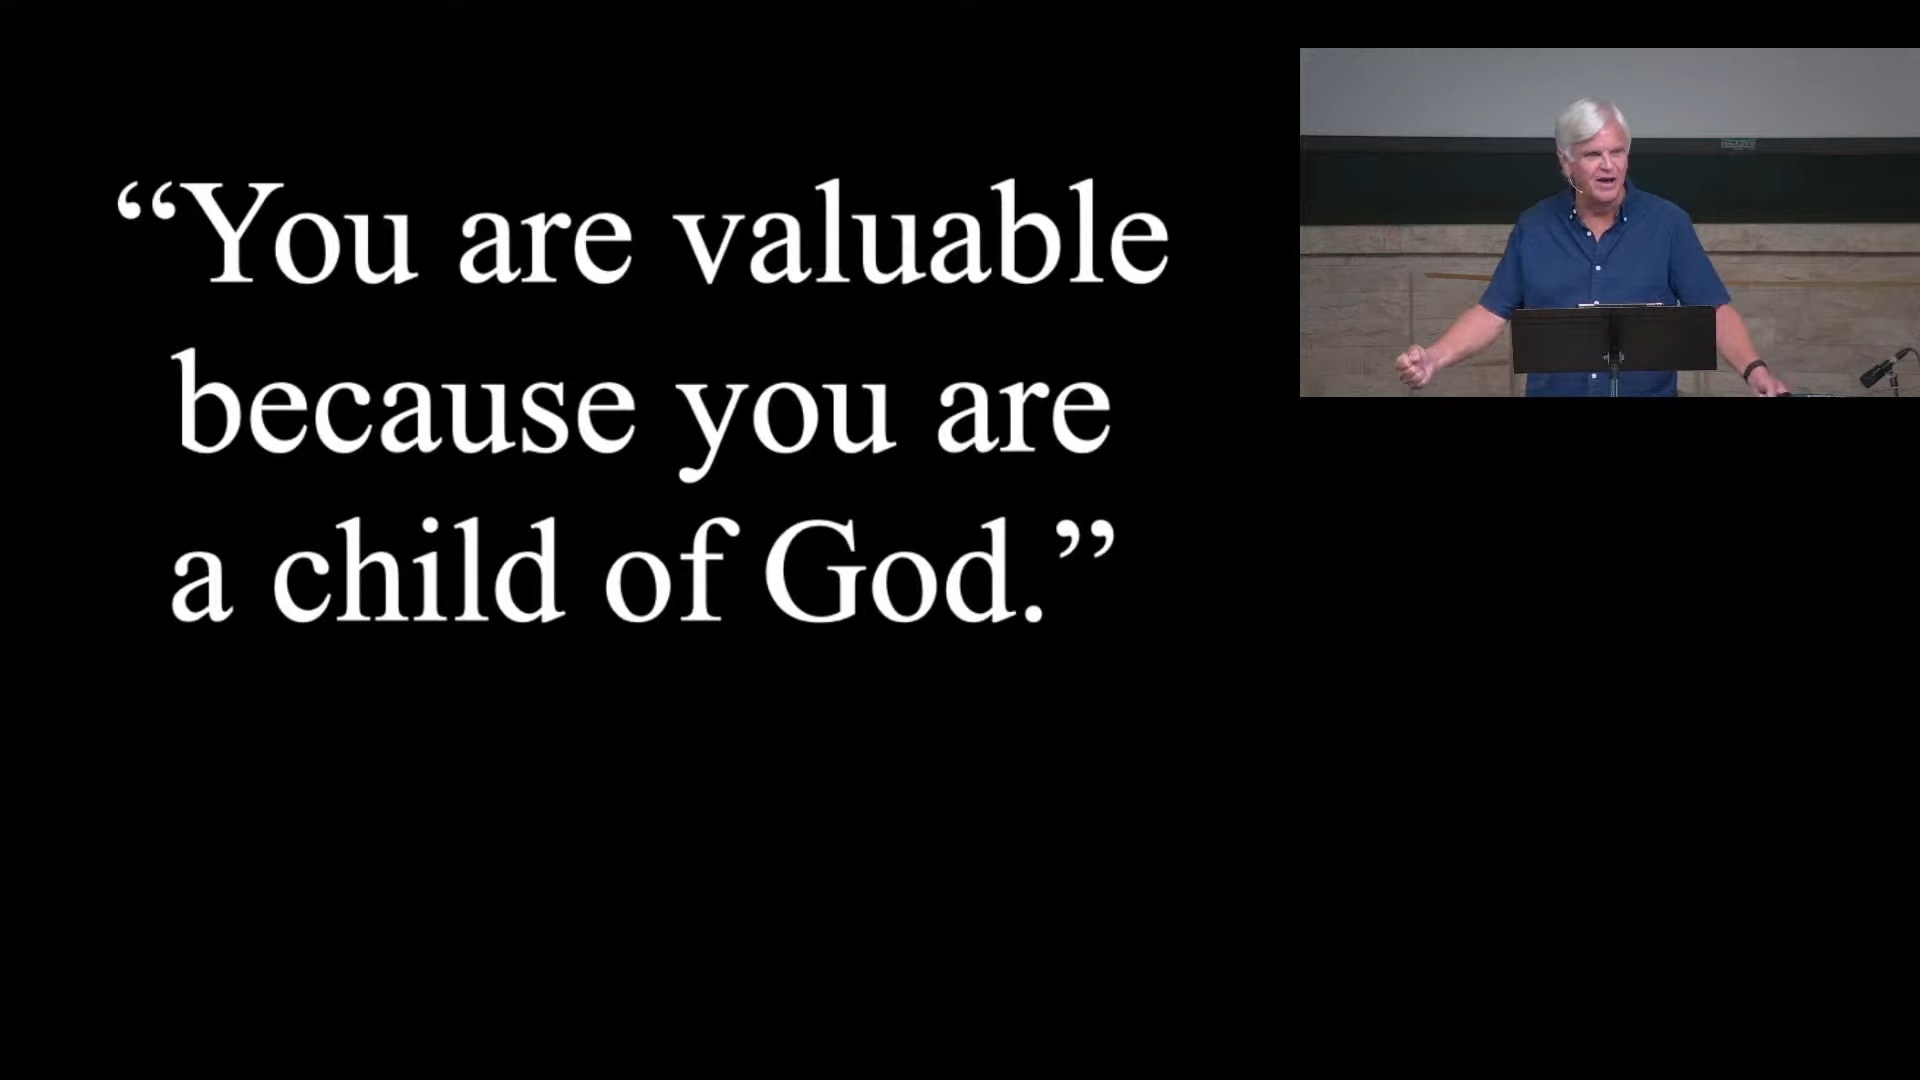 “You are valuable
because you are
a child of God.”